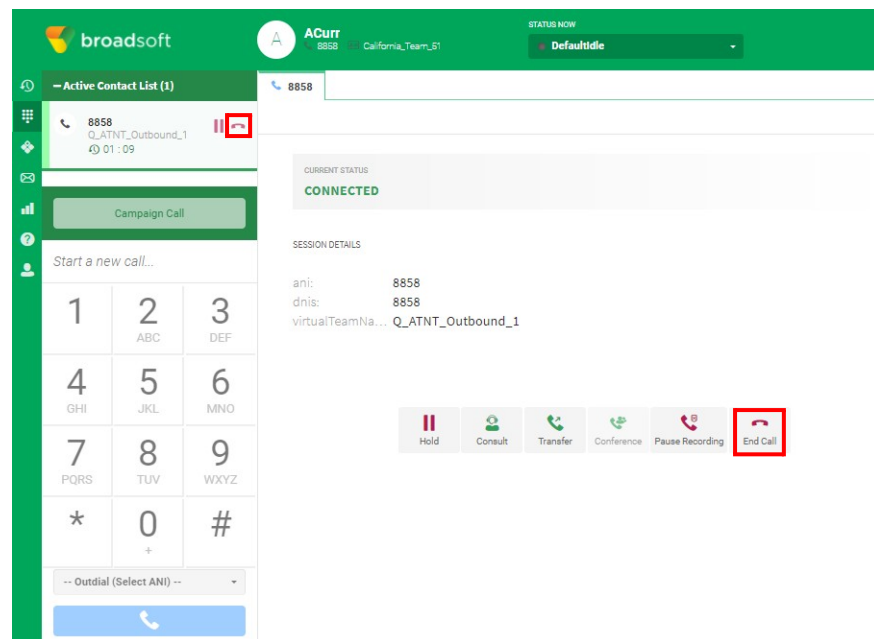 broadsoft
A
ACurr
8858 California_Team_51
STATUS NOW
DefaultIdle
– Active Contact List (1)
8858
8858
Q_ATNT_Outbound_1
01 : 09
Campaign Call
Start a new call...
1
2
ABC
3
DEF
4
GHI
5
JKL
6
MNO
7
PQRS
8
TUV
9
WXYZ
*
0
+
#
-- Outdial (Select ANI) --
CURRENT STATUS
CONNECTED
SESSION DETAILS
ani: 8858
dnis: 8858
virtualTeamNa... Q_ATNT_Outbound_1
Hold
Consult
Transfer
Conference
Pause Recording
End Call